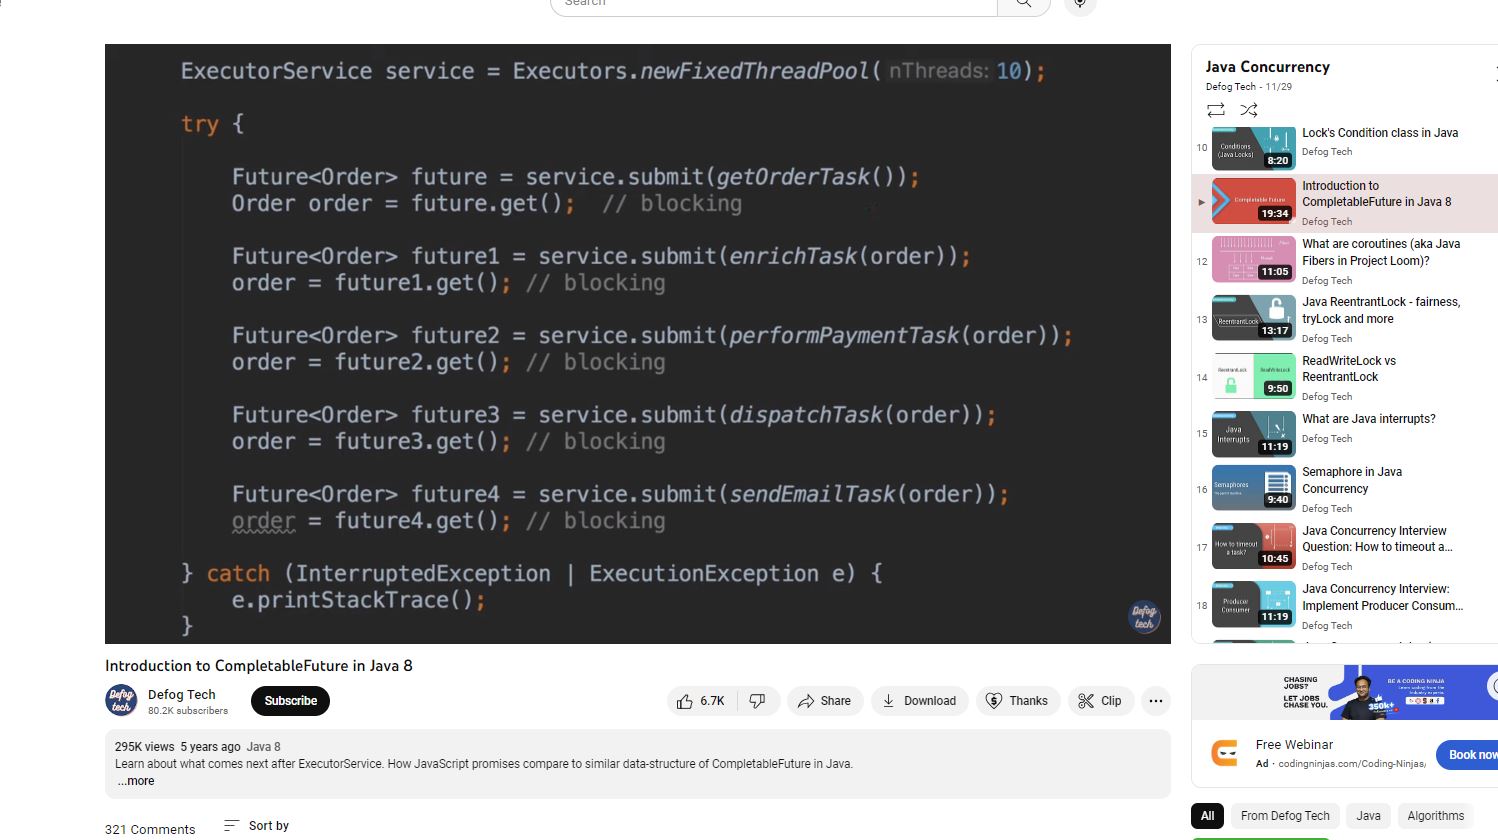 Search
ExecutorService service = Executors.newFixedThreadPool( nThreads: 10);
try {
Future<Order> future = service.submit(getOrderTask());
Order order = future.get(); // blocking
Future<Order> future1 = service.submit(enrichTask(order));
order = future1.get(); // blocking
Future<Order> future2 = service.submit(performPaymentTask(order));
order = future2.get(); // blocking
Future<Order> future3 = service.submit(dispatchTask(order));
order = future3.get(); // blocking
Future<Order> future4 = service.submit(sendEmailTask(order));
order = future4.get(); // blocking
} catch (InterruptedException | ExecutionException e) {
e.printStackTrace();
}
Defog
tech
Introduction to CompletableFuture in Java 8
Defog
tech
Defog Tech
80.2K subscribers
Subscribe
6.7K
Share
Download
Thanks
Clip
295K views 5 years ago Java 8
Learn about what comes next after ExecutorService. How JavaScript promises compare to similar data-structure of CompletableFuture in Java.
...more
321 Comments
Sort by
Java Concurrency
Defog Tech - 11/29
10
Conditions
(Java Locks)
8:20
Lock's Condition class in Java
Defog Tech
Completable Future
19:34
Introduction to
CompletableFuture in Java 8
Defog Tech
12
11:05
What are coroutines (aka Java
Fibers in Project Loom)?
Defog Tech
13
ReentrantLock
13:17
Java ReentrantLock - fairness,
tryLock and more
Defog Tech
14
ReentrantLock
ReadWriteLock
9:50
ReadWriteLock vs
ReentrantLock
Defog Tech
15
Java
Interrupts
11:19
What are Java interrupts?
Defog Tech
16
Semaphores
9:40
Semaphore in Java
Concurrency
Defog Tech
17
How to timeout
a task?
10:45
Java Concurrency Interview
Question: How to timeout a...
Defog Tech
18
Producer
Consumer
11:19
Java Concurrency Interview:
Implement Producer Consum...
Defog Tech
CHASING
JOBS?
LET JOBS
CHASE YOU.
350k+
BE A CODING NINJA
Free Webinar
Ad · codingninjas.com/Coding-Ninjas/
Book now
All
From Defog Tech
Java
Algorithms